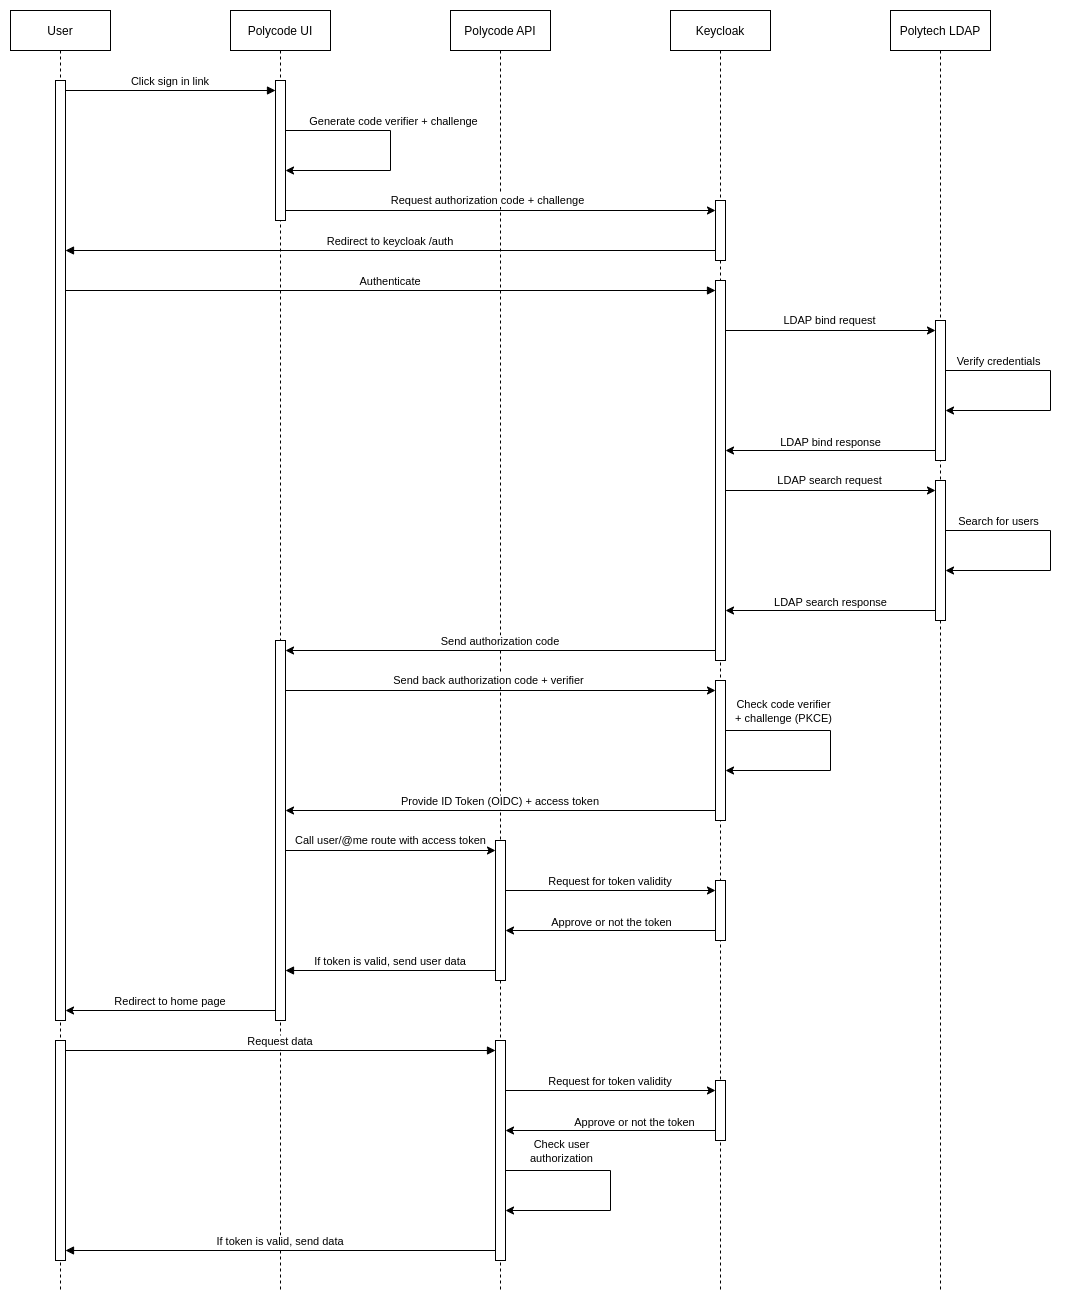 User
Polycode UI
Polycode API
Keycloak
Polytech LDAP
Click sign in link
Generate code verifier + challenge
Request authorization code + challenge
Redirect to keycloak /auth
Authenticate
LDAP bind request
Verify credentials
LDAP bind response
LDAP search request
Search for users
LDAP search response
Send authorization code
Send back authorization code + verifier
Check code verifier
+ challenge (PKCE)
Provide ID Token (OIDC) + access token
Call user/@me route with access token
Request for token validity
Approve or not the token
If token is valid, send user data
Redirect to home page
Request data
Request for token validity
Approve or not the token
Check user
authorization
If token is valid, send data